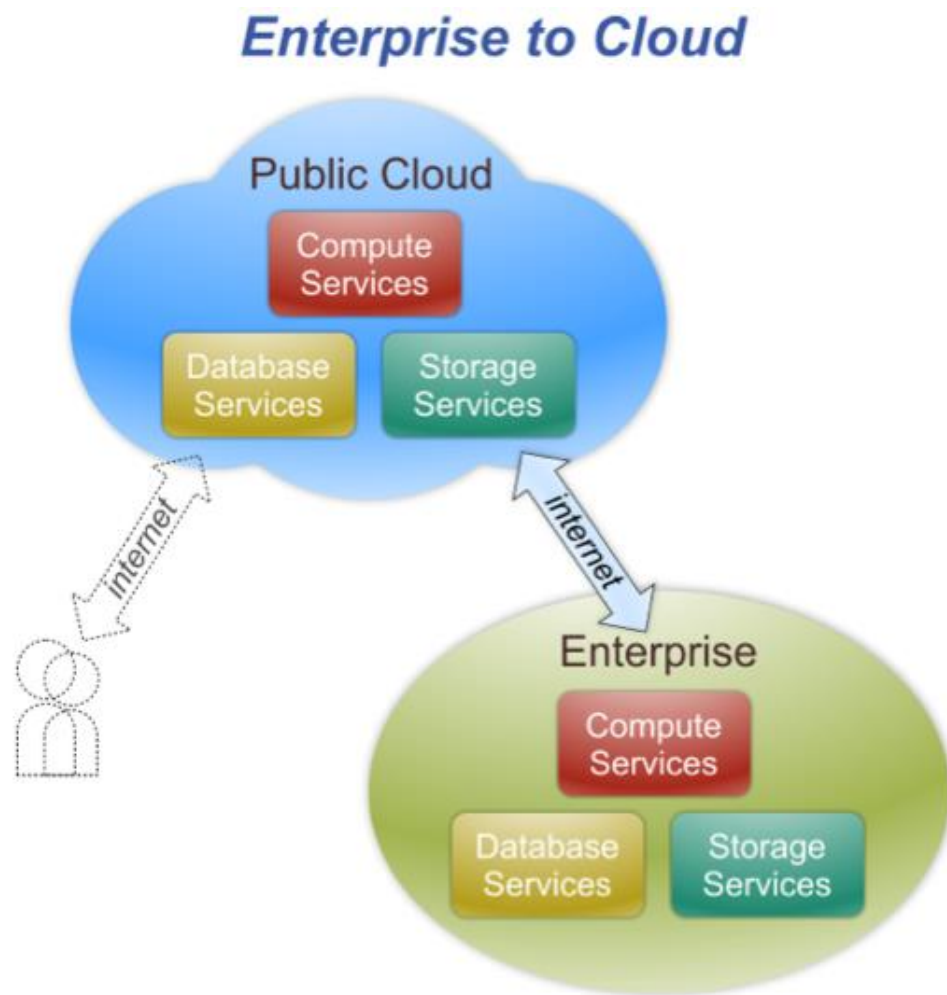 Enterprise to Cloud
Public Cloud
Compute
Services
Database
Services
Storage
Services
internet
internet
Enterprise
Compute
Services
Database
Services
Storage
Services